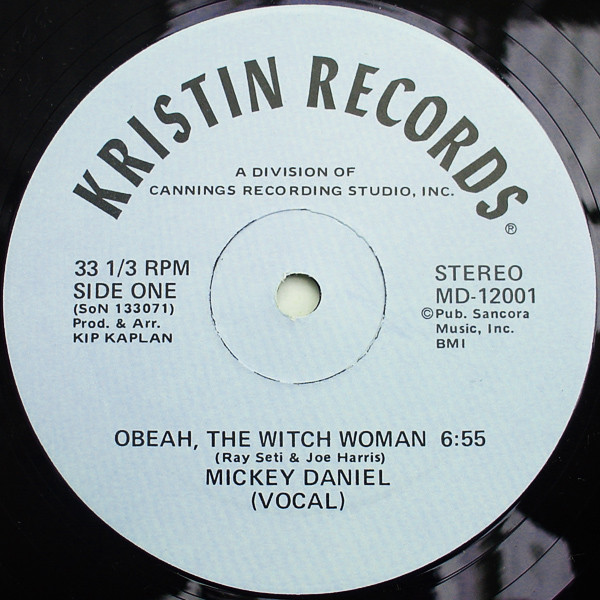 KRISTIN RECORDS®
A DIVISION OF
CANNINGS RECORDING STUDIO, INC.
33 1/3 RPM
SIDE ONE
(SoN 133071)
Prod. & Arr.
KIP KAPLAN
STEREO
MD-12001
©Pub. Sancora
Music, Inc.
BMI
OBEAH, THE WITCH WOMAN 6:55
(Ray Seti & Joe Harris)
MICKEY DANIEL
(VOCAL)